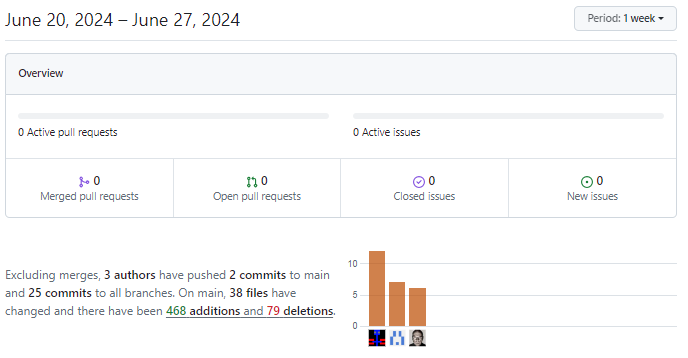 June 20, 2024 – June 27, 2024
Period: 1 week
Overview
0 Active pull requests
0 Active issues
0
Merged pull requests
0
Open pull requests
0
Closed issues
0
New issues
Excluding merges, 3 authors have pushed 2 commits to main
and 25 commits to all branches. On main, 38 files have
changed and there have been 468 additions and 79 deletions.
10
5
0